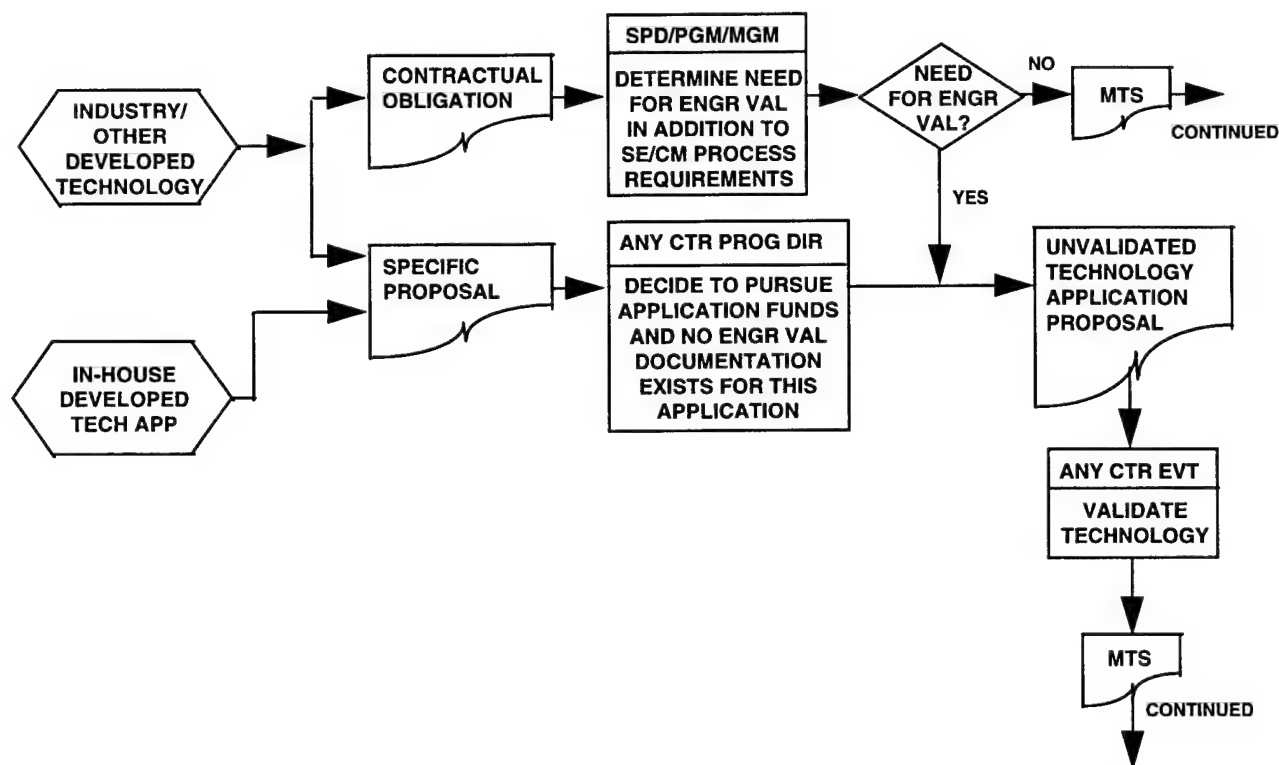 INDUSTRY/
OTHER
DEVELOPED
TECHNOLOGY
CONTRACTUAL
OBLIGATION
SPD/PGM/MGM
DETERMINE NEED
FOR ENGR VAL
IN ADDITION TO
SE/CM PROCESS
REQUIREMENTS
NEED
FOR ENGR
VAL?
NO
MTS
CONTINUED
YES
IN-HOUSE
DEVELOPED
TECH APP
SPECIFIC
PROPOSAL
ANY CTR PROG DIR
DECIDE TO PURSUE
APPLICATION FUNDS
AND NO ENGR VAL
DOCUMENTATION
EXISTS FOR THIS
APPLICATION
UNVALIDATED
TECHNOLOGY
APPLICATION
PROPOSAL
ANY CTR EVT
VALIDATE
TECHNOLOGY
MTS
CONTINUED